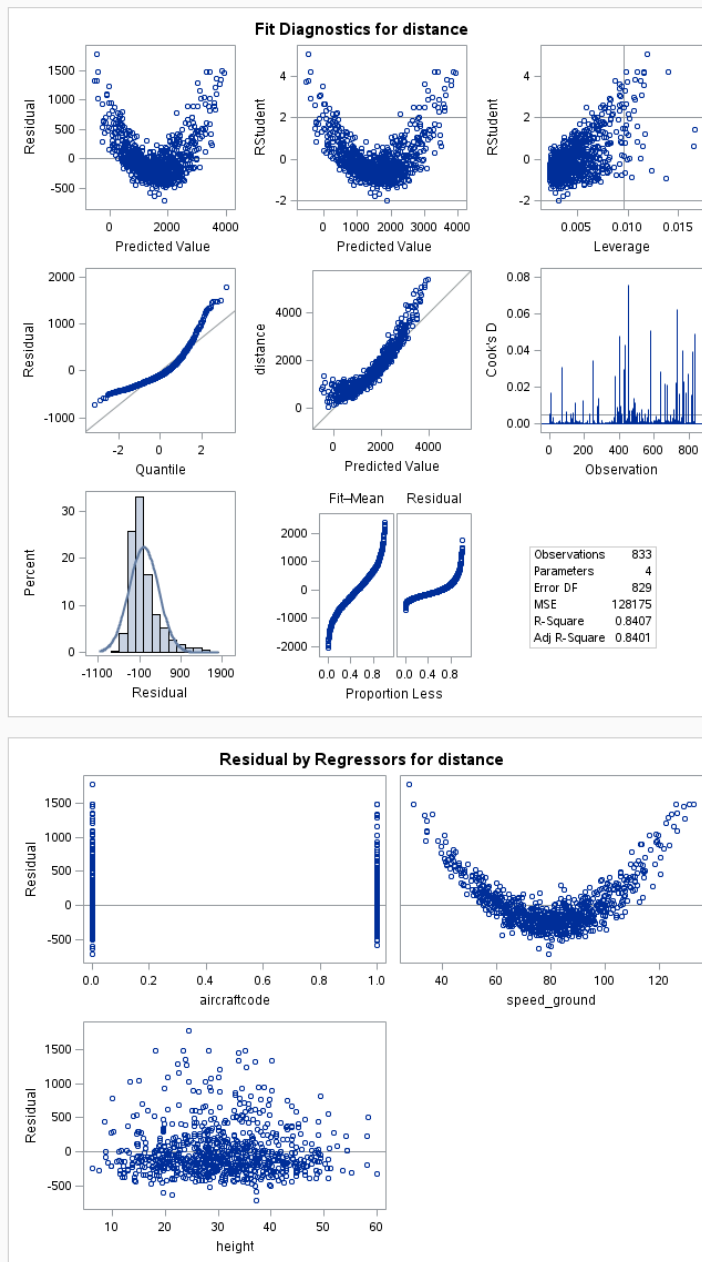 Fit Diagnostics for distance
1500
1000
500
0
-500
Residual
0 2000 4000
Predicted Value
4
2
0
-2
RStudent
0 1000 2000 3000 4000
Predicted Value
4
2
0
-2
RStudent
0.005 0.010 0.015
Leverage
2000
1000
0
-1000
Residual
-2 0 2
Quantile
4000
2000
0
distance
0 2000 4000
Predicted Value
0.08
0.06
0.04
0.02
0.00
Cook's D
0 200 400 600 800
Observation
30
20
10
0
Percent
-1100 -100 900 1900
Residual
Fit–Mean Residual
2000
1000
0
-1000
-2000
0.0 0.4 0.8 0.0 0.4 0.8
Proportion Less
Observations 833
Parameters 4
Error DF 829
MSE 128175
R-Square 0.8407
Adj R-Square 0.8401
Residual by Regressors for distance
1500
1000
500
0
-500
Residual
0.0 0.2 0.4 0.6 0.8 1.0
aircraftcode
40 60 80 100 120
speed_ground
1500
1000
500
0
-500
Residual
10 20 30 40 50 60
height